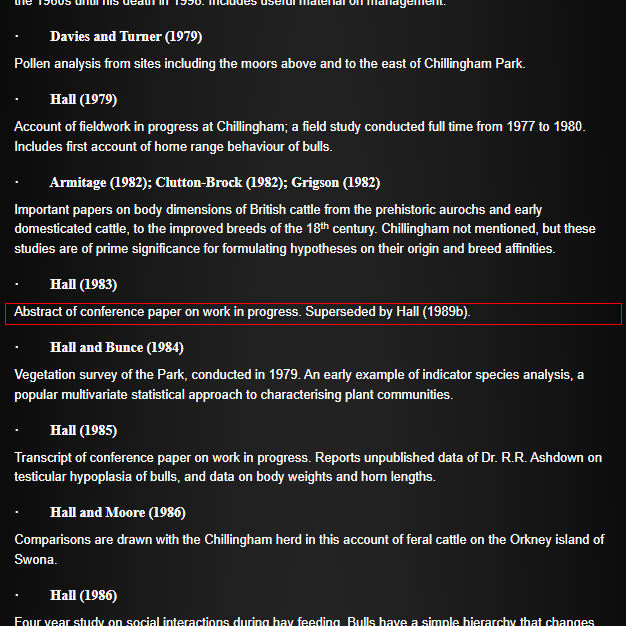 the 1960s until his death in 1998. Includes useful material on management.
· Davies and Turner (1979)
Pollen analysis from sites including the moors above and to the east of Chillingham Park.
· Hall (1979)
Account of fieldwork in progress at Chillingham; a field study conducted full time from 1977 to 1980.
Includes first account of home range behaviour of bulls.
· Armitage (1982); Clutton-Brock (1982); Grigson (1982)
Important papers on body dimensions of British cattle from the prehistoric aurochs and early
domesticated cattle, to the improved breeds of the 18th century. Chillingham not mentioned, but these
studies are of prime significance for formulating hypotheses on their origin and breed affinities.
· Hall (1983)
Abstract of conference paper on work in progress. Superseded by Hall (1989b).
· Hall and Bunce (1984)
Vegetation survey of the Park, conducted in 1979. An early example of indicator species analysis, a
popular multivariate statistical approach to characterising plant communities.
· Hall (1985)
Transcript of conference paper on work in progress. Reports unpublished data of Dr. R.R. Ashdown on
testicular hypoplasia of bulls, and data on body weights and horn lengths.
· Hall and Moore (1986)
Comparisons are drawn with the Chillingham herd in this account of feral cattle on the Orkney island of
Swona.
· Hall (1986)
Four year study on social interactions during hay feeding. Bulls have a simple hierarchy that changes